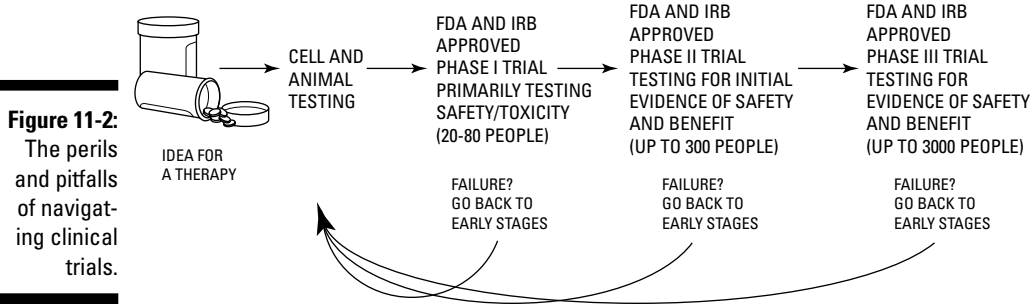 Figure 11-2:
The perils
and pitfalls
of navigat-
ing clinical
trials.
IDEA FOR
A THERAPY
CELL AND
ANIMAL
TESTING
FDA AND IRB
APPROVED
PHASE I TRIAL
PRIMARILY TESTING
SAFETY/TOXICITY
(20-80 PEOPLE)
FDA AND IRB
APPROVED
PHASE II TRIAL
TESTING FOR INITIAL
EVIDENCE OF SAFETY
AND BENEFIT
(UP TO 300 PEOPLE)
FDA AND IRB
APPROVED
PHASE III TRIAL
TESTING FOR
EVIDENCE OF SAFETY
AND BENEFIT
(UP TO 3000 PEOPLE)
FAILURE?
GO BACK TO
EARLY STAGES
FAILURE?
GO BACK TO
EARLY STAGES
FAILURE?
GO BACK TO
EARLY STAGES